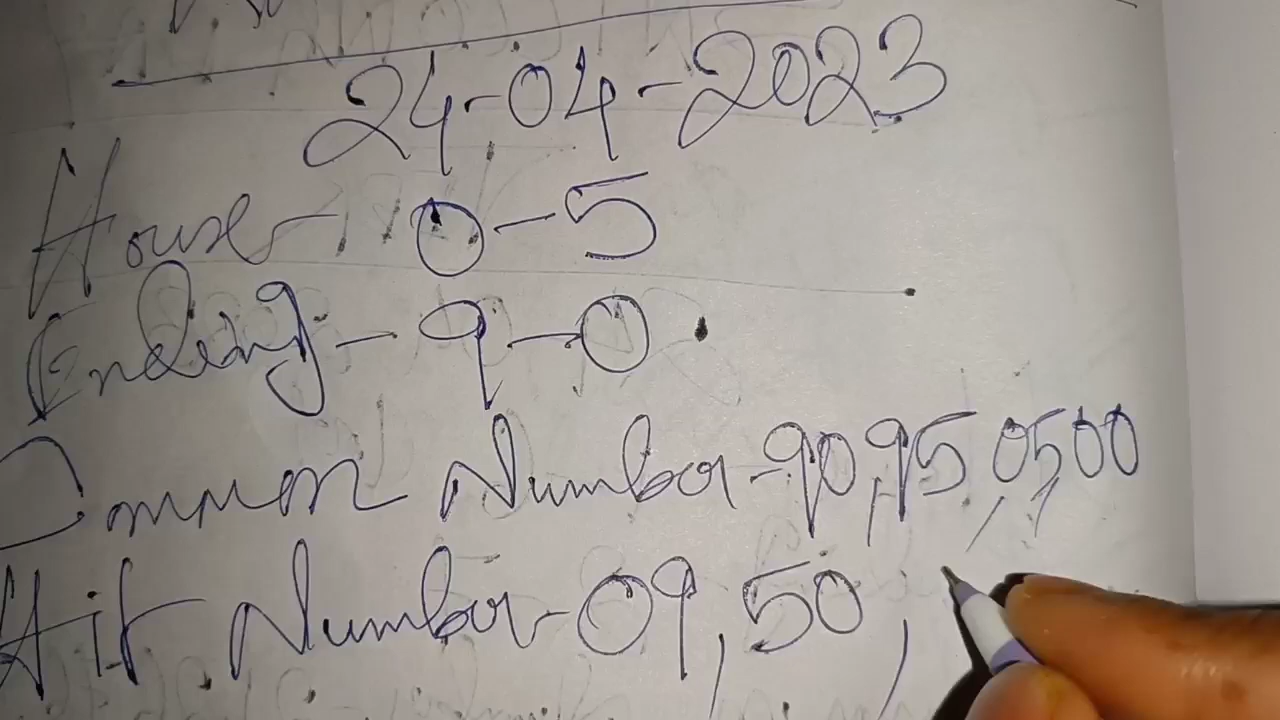 24-04-2023
House- 0-5
Ending- 9-0.
Common Number-90,95,05,00
Hit Number-09,50,